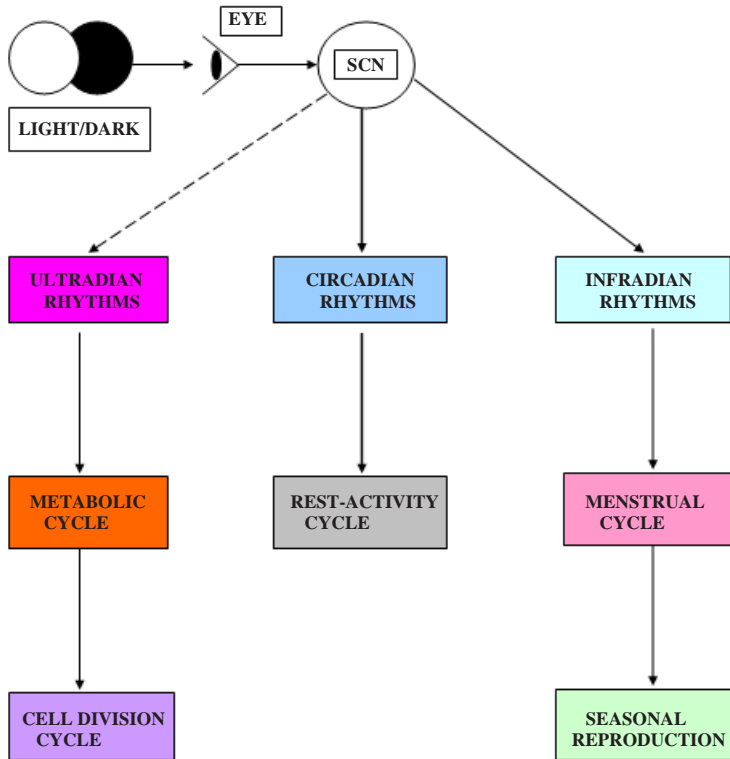 EYE
SCN
LIGHT/DARK
ULTRADIAN
RHYTHMS
CIRCADIAN
RHYTHMS
INFRADIAN
RHYTHMS
METABOLIC
CYCLE
REST-ACTIVITY
CYCLE
MENSTRUAL
CYCLE
CELL DIVISION
CYCLE
SEASONAL
REPRODUCTION